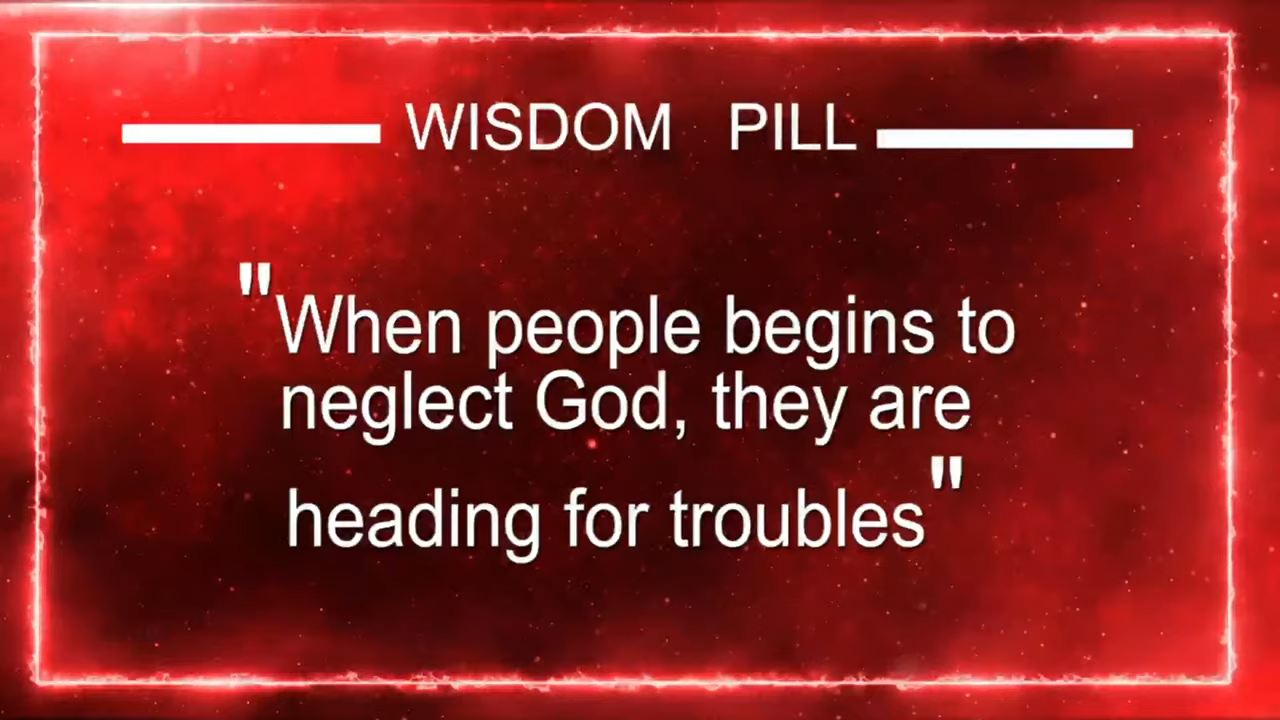 WISDOM PILL
"When people begins to
neglect God, they are
heading for troubles"